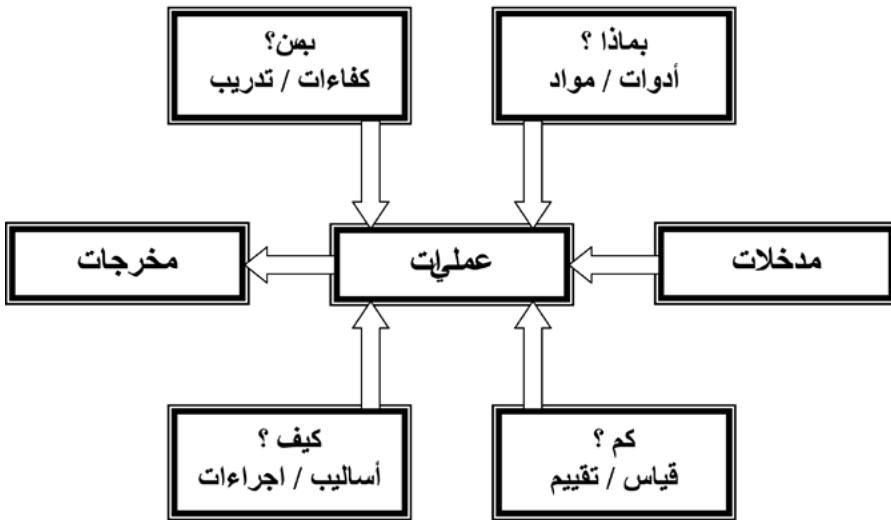 بماذا ؟
أدوات / مواد
بمن؟
كفاءات / تدريب
مدخلات
عمليات
مخرجات
كم ؟
قياس / تقييم
كيف ؟
أساليب / اجراءات